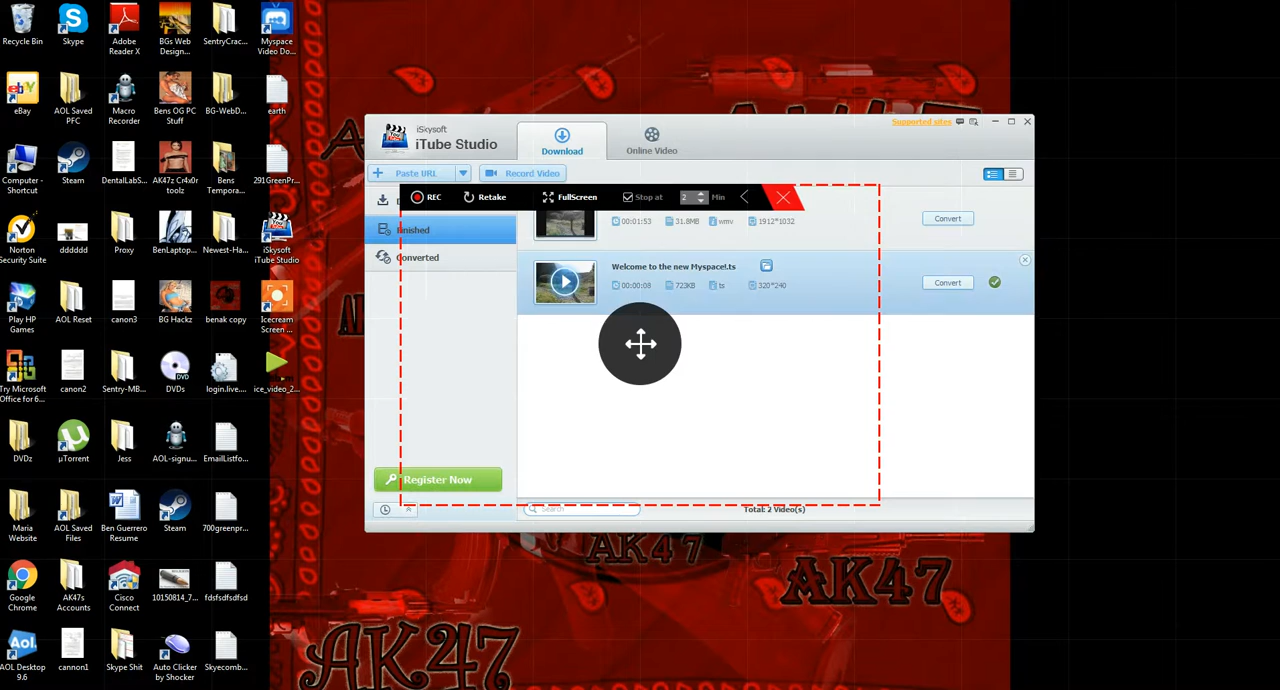 Recycle Bin
Skype
Adobe
Reader X
BGs Web
Design...
SentryCrac...
Myspace
Video Do...
eBay
AOL Saved
PFC
Macro
Recorder
Bens OG PC
Stuff
BG-WebD...
earth
Computer -
Shortcut
Steam
DentalLabS...
AK47z Cr4x0r
toolz
Bens
Tempora...
291GreenPr...
Norton
Security Suite
dddddd
Proxy
BenLaptop...
Newest-Ha...
iSkysoft
iTube Studio
Play HP
Games
AOL Reset
canon3
BG Hackz
benak copy
Icecream
Screen ...
Try Microsoft
Office for 6...
canon2
Sentry-MB...
DVD
DVDs
login.live....
ice_video_2...
DVDz
µTorrent
Jess
AOL-signu...
EmailListfo...
Maria
Website
AOL Saved
Files
Ben Guerrero
Resume
Steam
700greenpr...
Google
Chrome
AK47s
Accounts
Cisco
Connect
10150814_7...
fdsfsdfsdfsd
Aol.
AOL Desktop
9.6
cannon1
Skype Shit
Auto Clicker
by Shocker
Skyecomb...
iSkysoft
iTube Studio
Download
Online Video
Supported sites
Paste URL
Record Video
REC
Retake
FullScreen
Stop at
2
Min
00:01:53
31.8MB
wmv
1912*1032
Convert
Finished
Converted
Welcome to the new Myspace!.ts
00:00:08
723KB
ts
320*240
Convert
Register Now
Search
Total: 2 Video(s)
AK47
AK47
AK47